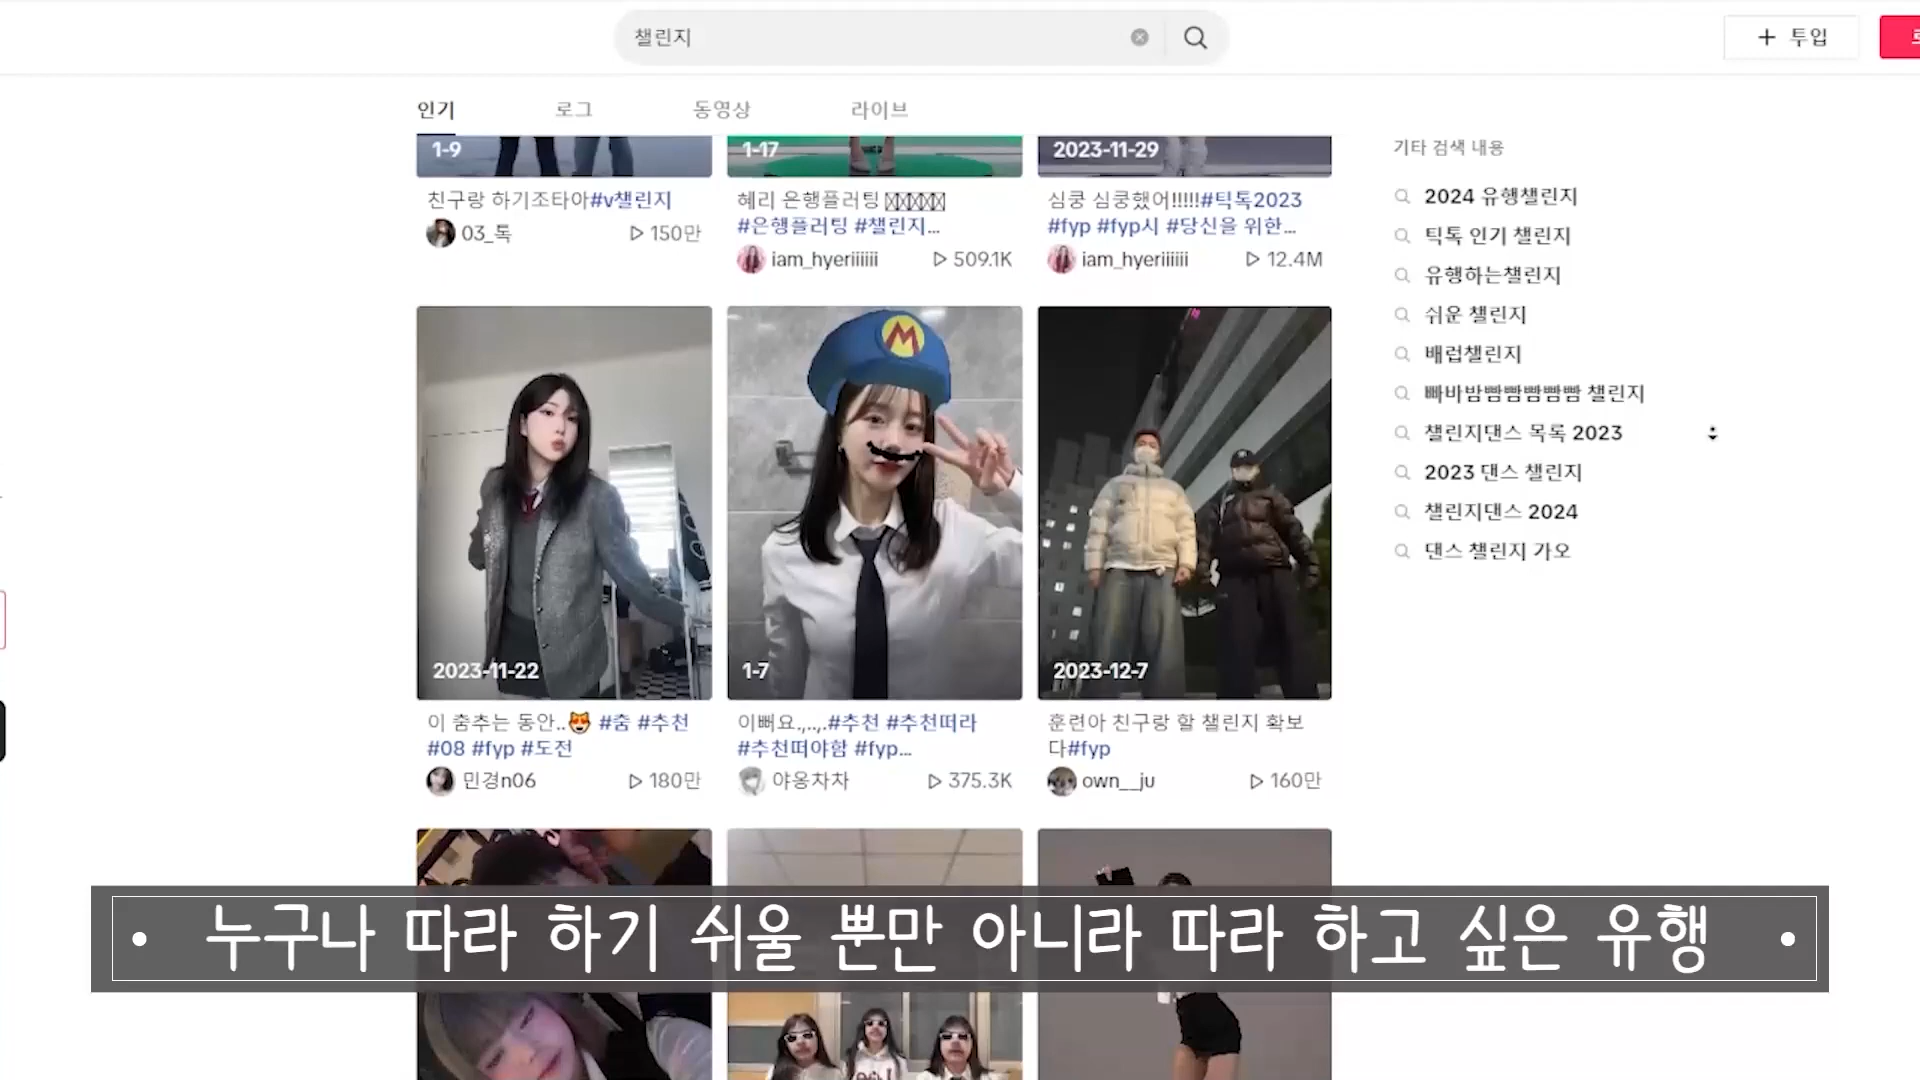 챌린지
투입
인기
로그
동영상
라이브
1-9
1-17
2023-11-29
친구랑 하기조타아#v챌린지
03_톡
150만
혜리 은행플러팅
#은행플러팅 #챌린지...
iam_hyeriiiiii
509.1K
심쿵 심쿵했어!!!!!#틱톡2023
#fyp #fyp시 #당신을 위한...
iam_hyeriiiiii
12.4M
M
2023-11-22
1-7
2023-12-7
이 춤추는 동안..😻 #춤 #추천
#08 #fyp #도전
민경n06
180만
이뻐요.,..,.#추천 #추천떠라
#추천떠야함 #fyp...
야옹차차
375.3K
훈련아 친구랑 할 챌린지 확보
다#fyp
own__ju
160만
기타 검색 내용
2024 유행챌린지
틱톡 인기 챌린지
유행하는챌린지
쉬운 챌린지
배럽챌린지
빠바밤빰빰빰빰빰 챌린지
챌린지댄스 목록 2023
2023 댄스 챌린지
챌린지댄스 2024
댄스 챌린지 가오
• 누구나 따라 하기 쉬울 뿐만 아니라 따라 하고 싶은 유행 •